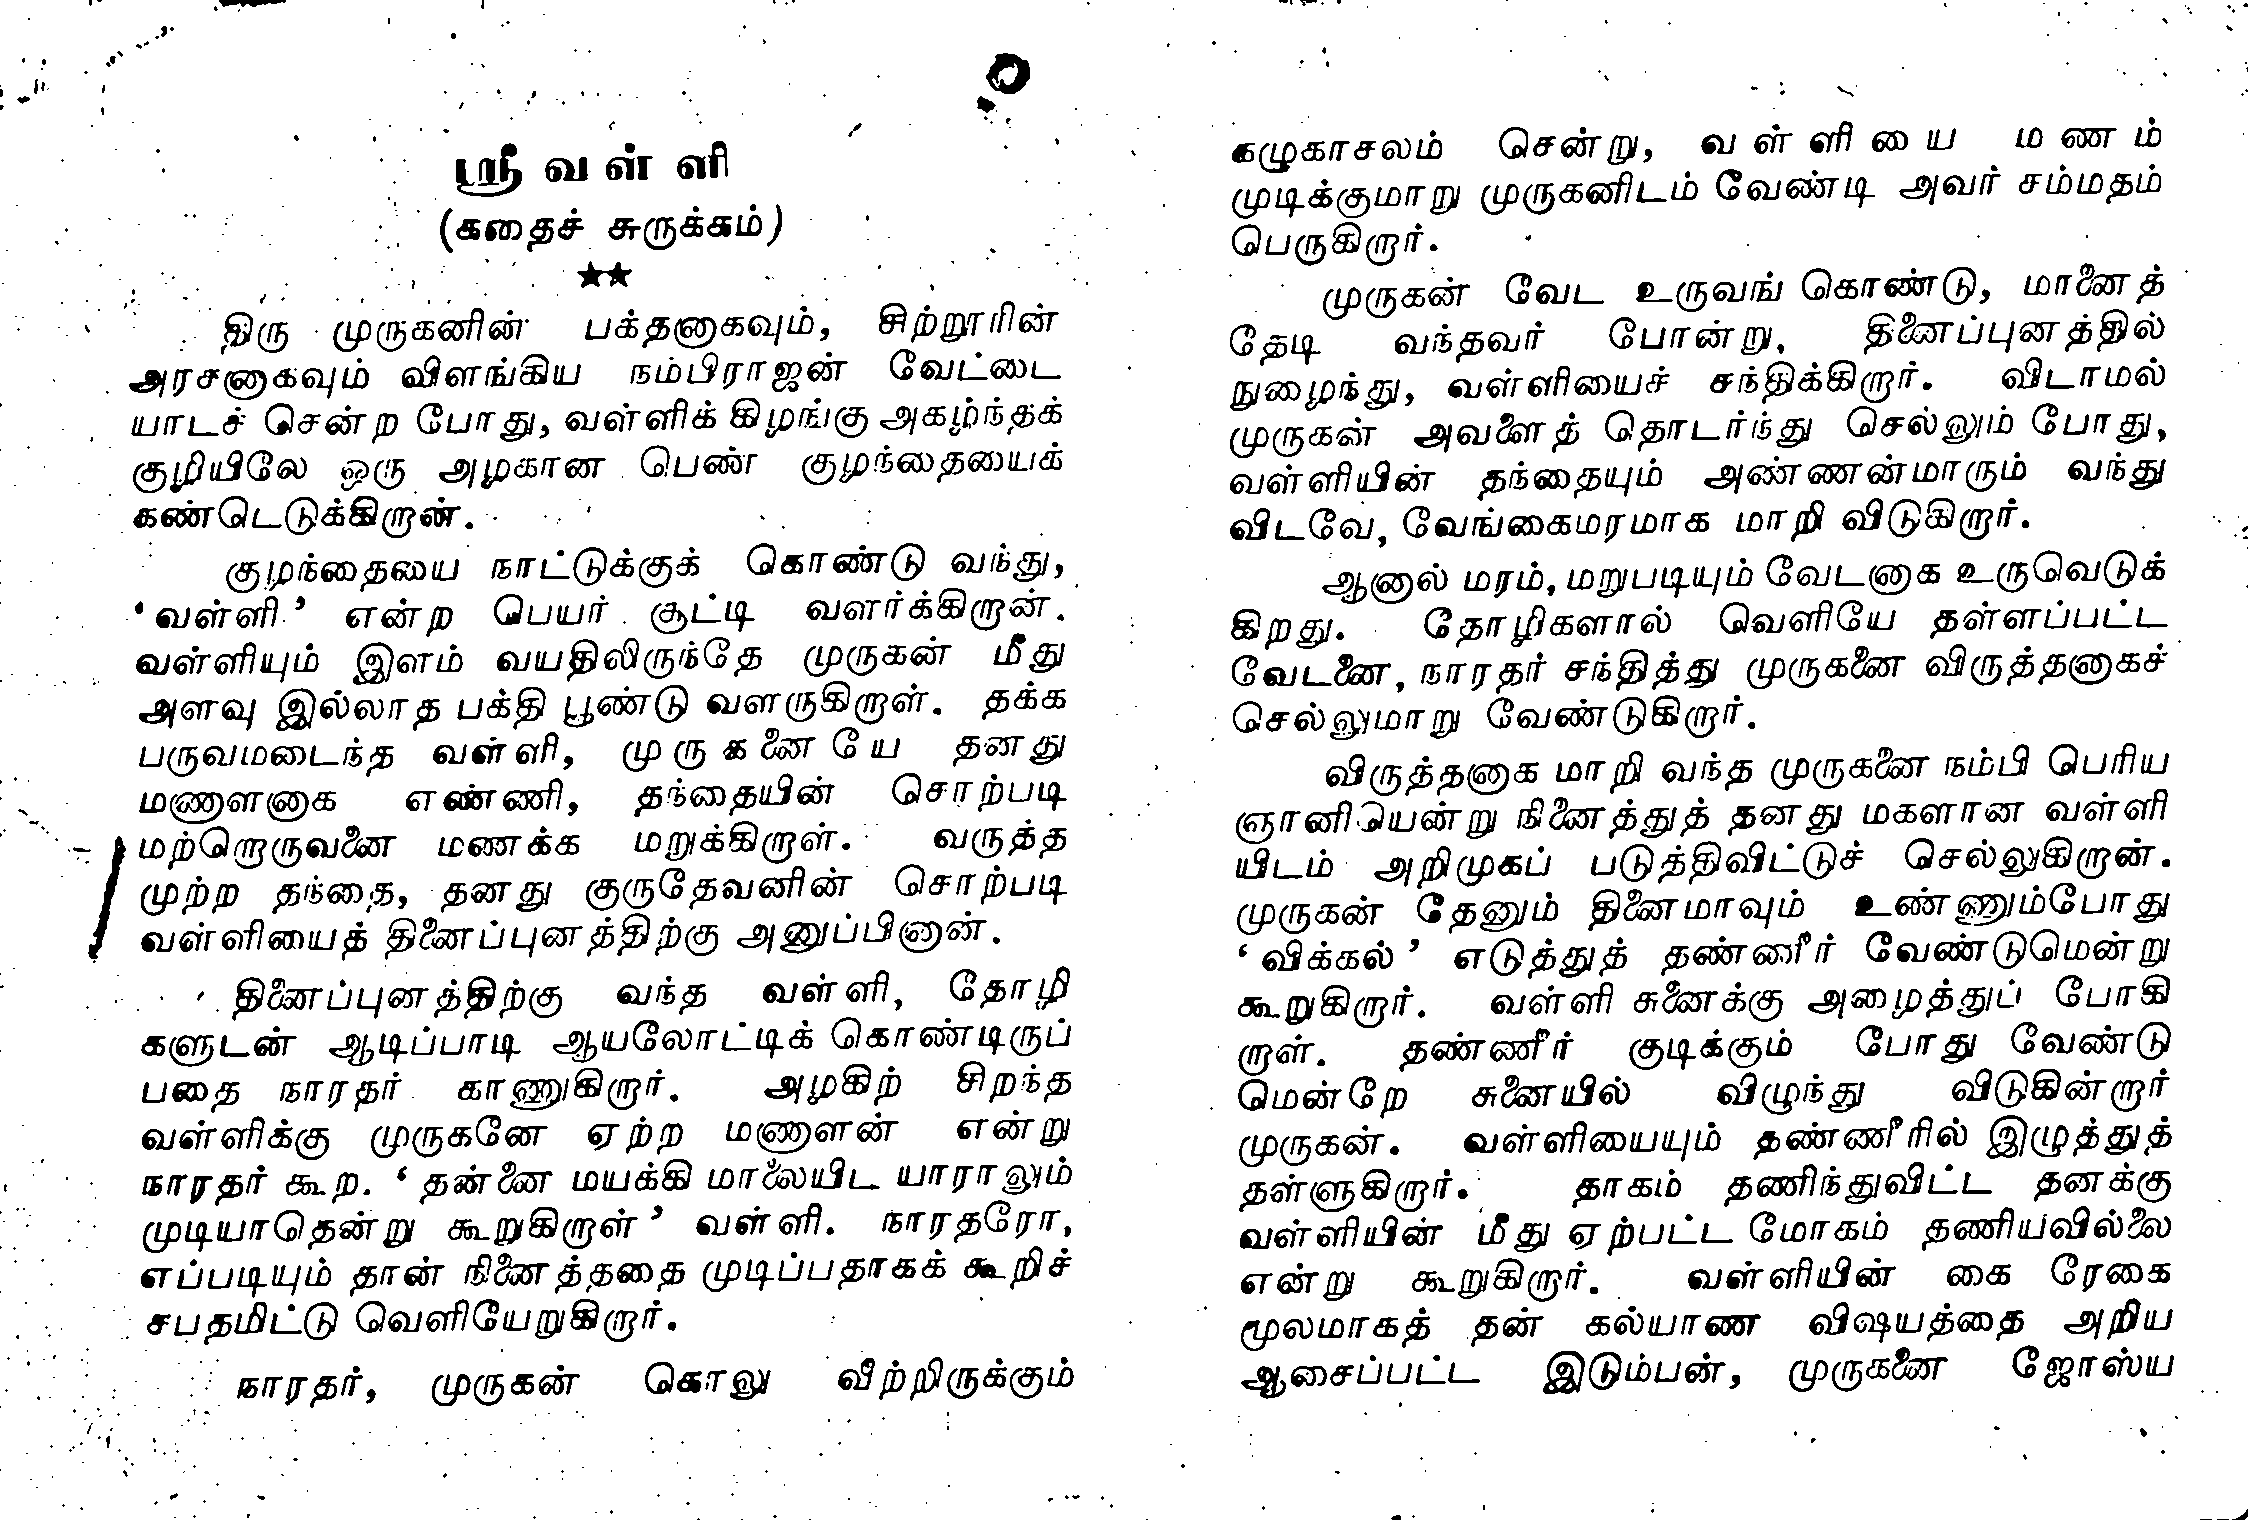 ஸ்ரீ வள்ளி
(கதைச் சுருக்கம்)
★★
திரு முருகனின் பக்தனாகவும், சிற்றூரின்
அரசனாகவும் விளங்கிய நம்பிராஜன் வேட்டை
யாடச் சென்ற போது, வள்ளிக் கிழங்கு அகழ்ந்தக்
குழியிலே ஒரு அழகான பெண் குழந்தையைக்
கண்டெடுக்கிறான்.
குழந்தையை நாட்டுக்குக் கொண்டு வந்து,
‘வள்ளி’ என்ற பெயர் சூட்டி வளர்க்கிறான்.
வள்ளியும் இளம் வயதிலிருந்தே முருகன் மீது
அளவு இல்லாத பக்தி பூண்டு வளருகிறாள். தக்க
பருவமடைந்த வள்ளி, முருகனையே தனது
மணாளனாக எண்ணி, தந்தையின் சொற்படி
மற்றொருவனை மணக்க மறுக்கிறாள். வருத்த
முற்ற தந்தை, தனது குருதேவனின் சொற்படி
வள்ளியைத் தினைப்புனத்திற்கு அனுப்பினான்.
தினைப்புனத்திற்கு வந்த வள்ளி, தோழி
களுடன் ஆடிப்பாடி ஆயலோட்டிக் கொண்டிருப்
பதை நாரதர் காணுகிறார். அழகிற் சிறந்த
வள்ளிக்கு முருகனே ஏற்ற மணாளன் என்று
நாரதர் கூற. ‘தன்னை மயக்கி மாலையிட யாராலும்
முடியாதென்று கூறுகிறாள்’ வள்ளி. நாரதரோ,
எப்படியும் தான் நினைத்ததை முடிப்பதாகக் கூறிச்
சபதமிட்டு வெளியேறுகிறார்.
நாரதர், முருகன் கொலு வீற்றிருக்கும்
கழுகாசலம் சென்று, வள்ளியை மணம்
முடிக்குமாறு முருகனிடம் வேண்டி அவர் சம்மதம்
பெருகிறார்.
முருகன் வேட உருவங் கொண்டு, மானைத்
தேடி வந்தவர் போன்று, தினைப்புனத்தில்
நுழைந்து, வள்ளியைச் சந்திக்கிறார். விடாமல்
முருகன் அவளைத் தொடர்ந்து செல்லும் போது,
வள்ளியின் தந்தையும் அண்ணன்மாரும் வந்து
விடவே, வேங்கைமரமாக மாறி விடுகிறார்.
ஆனால் மரம், மறுபடியும் வேடனாக உருவெடுக்
கிறது. தோழிகளால் வெளியே தள்ளப்பட்ட
வேடனை, நாரதர் சந்தித்து முருகனை விருத்தனாகச்
செல்லுமாறு வேண்டுகிறார்.
விருத்தனாக மாறி வந்த முருகனை நம்பி பெரிய
ஞானியென்று நினைத்துத் தனது மகளான வள்ளி
யிடம் அறிமுகப் படுத்திவிட்டுச் செல்லுகிறான்.
முருகன் தேனும் தினைமாவும் உண்ணும்போது
‘விக்கல்’ எடுத்துத் தண்ணீர் வேண்டுமென்று
கூறுகிறார். வள்ளி சுனைக்கு அழைத்துப் போகி
றாள். தண்ணீர் குடிக்கும் போது வேண்டு
மென்றே சுனையில் விழுந்து விடுகின்றார்
முருகன். வள்ளியையும் தண்ணீரில் இழுத்துத்
தள்ளுகிறார். தாகம் தணிந்துவிட்ட தனக்கு
வள்ளியின் மீது ஏற்பட்ட மோகம் தணியவில்லை
என்று கூறுகிறார். வள்ளியின் கை ரேகை
மூலமாகத் தன் கல்யாண விஷயத்தை அறிய
ஆசைப்பட்ட இடும்பன், முருகனை ஜோஸ்ய